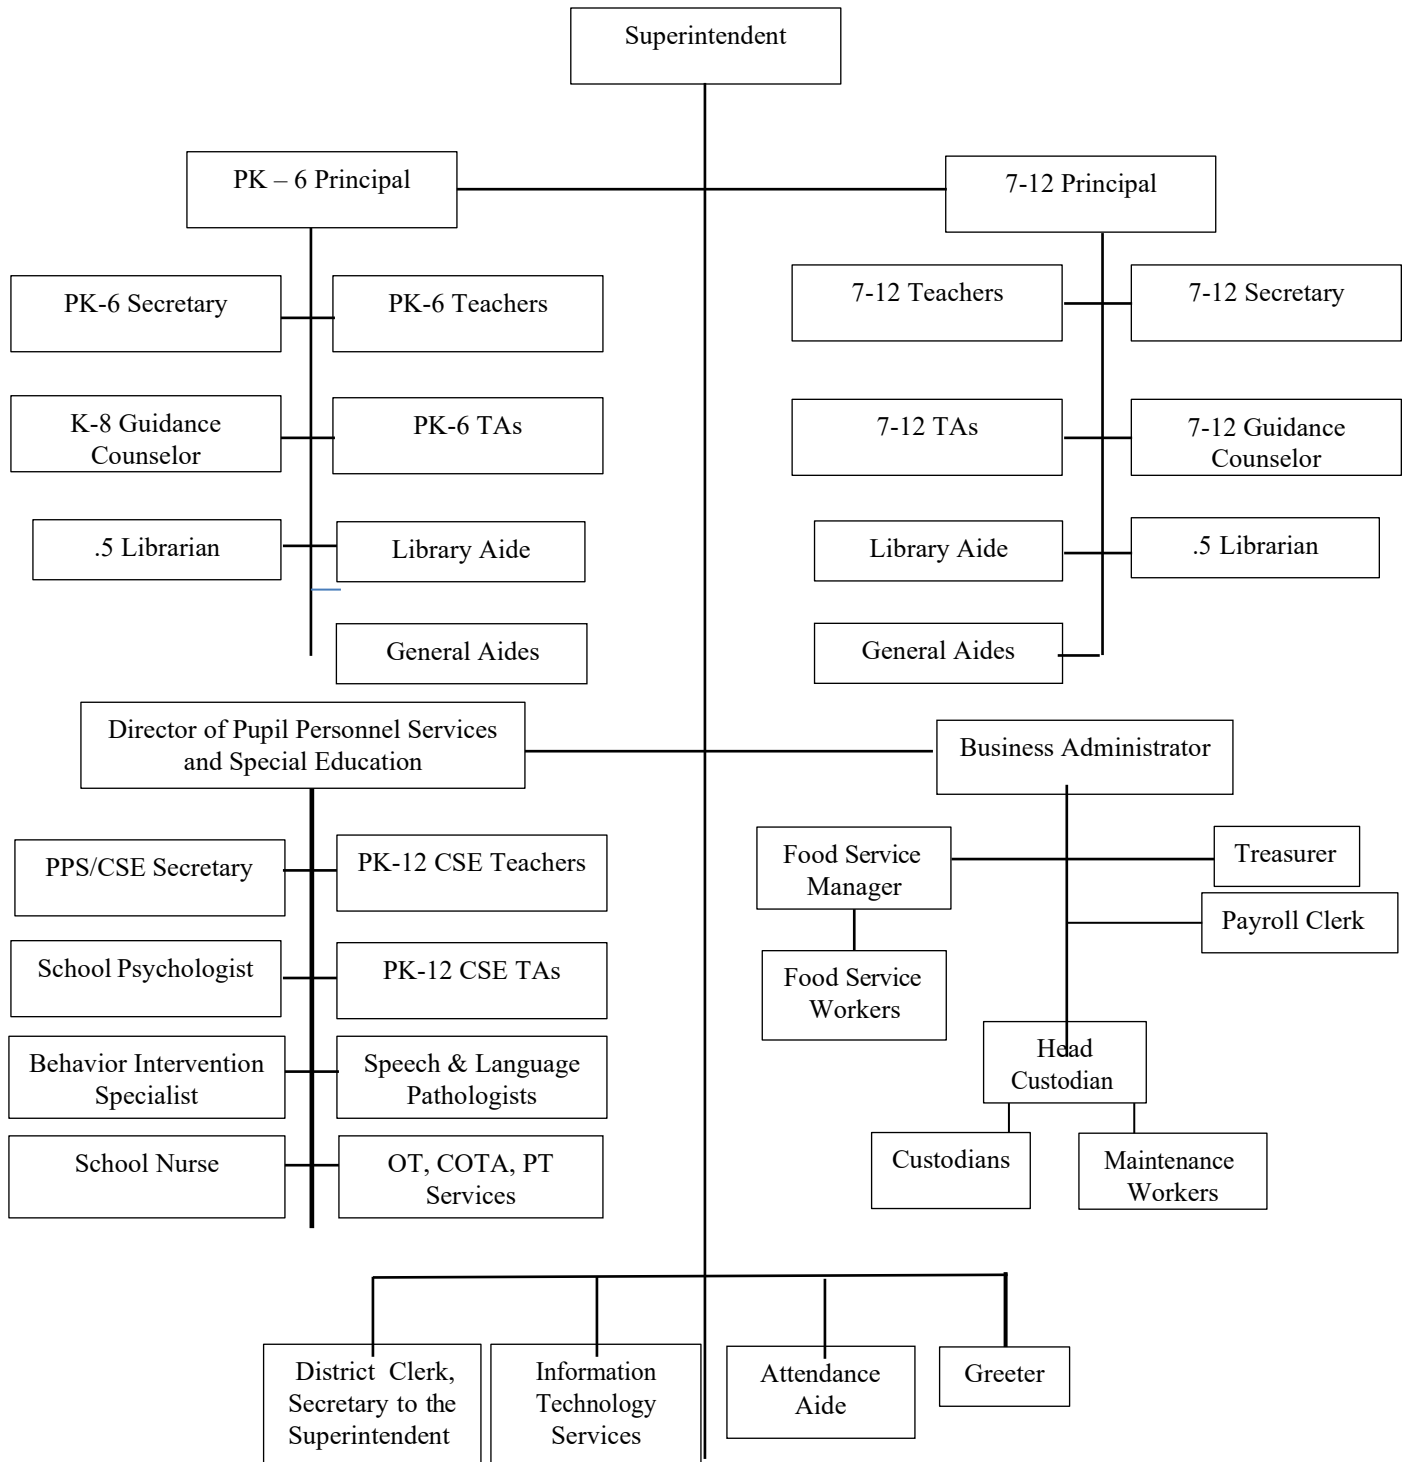 Superintendent
PK – 6 Principal
7-12 Principal
PK-6 Secretary
PK-6 Teachers
7-12 Teachers
7-12 Secretary
K-8 Guidance
Counselor
PK-6 TAs
7-12 TAs
7-12 Guidance
Counselor
.5 Librarian
Library Aide
Library Aide
.5 Librarian
General Aides
General Aides
Director of Pupil Personnel Services
and Special Education
Business Administrator
PPS/CSE Secretary
PK-12 CSE Teachers
Food Service
Manager
Treasurer
Payroll Clerk
School Psychologist
PK-12 CSE TAs
Food Service
Workers
Behavior Intervention
Specialist
Speech & Language
Pathologists
Head
Custodian
School Nurse
OT, COTA, PT
Services
Custodians
Maintenance
Workers
District Clerk,
Secretary to the
Superintendent
Information
Technology
Services
Attendance
Aide
Greeter